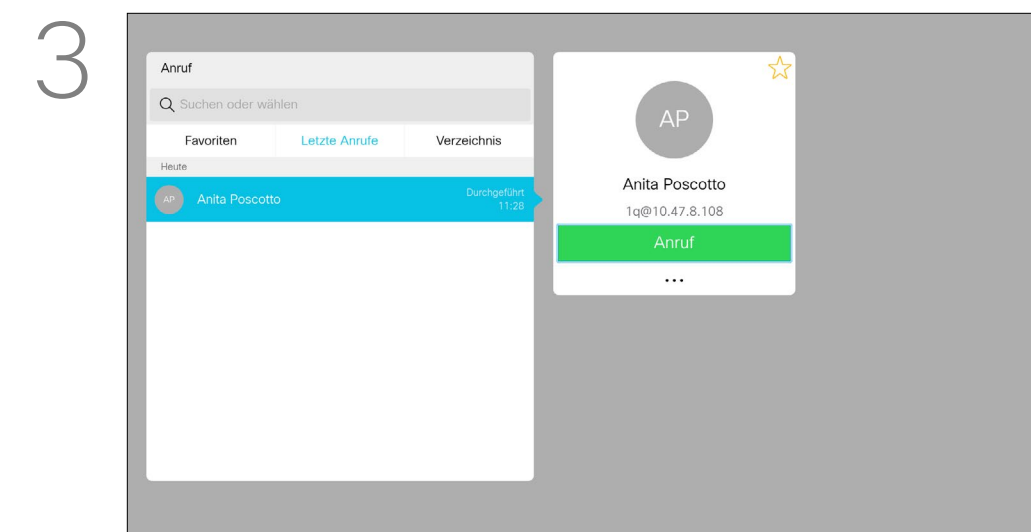 3
Anruf
Suchen oder wählen
Favoriten Letzte Anrufe Verzeichnis
Heute
AP Anita Poscotto Durchgeführt
11:28
AP
Anita Poscotto
1q@10.47.8.108
Anruf
...